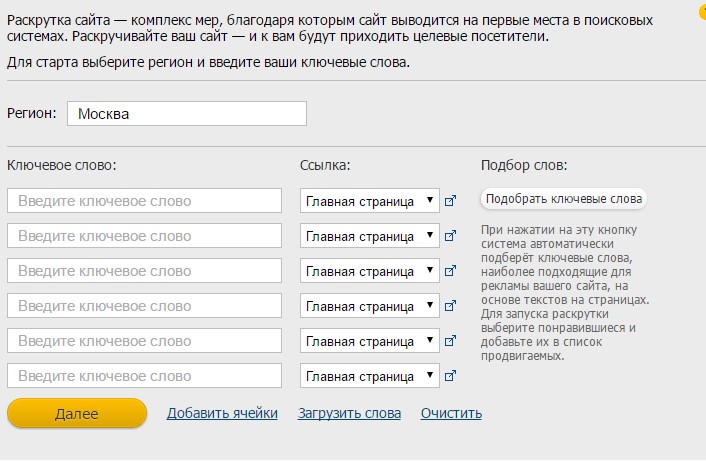 Раскрутка сайта — комплекс мер, благодаря которым сайт выводится на первые места в поисковых
системах. Раскручивайте ваш сайт — и к вам будут приходить целевые посетители.
Для старта выберите регион и введите ваши ключевые слова.
Регион: Москва
Ключевое слово: Ссылка: Подбор слов:
Введите ключевое слово Главная страница Подобрать ключевые слова
Введите ключевое слово Главная страница
Введите ключевое слово Главная страница
Введите ключевое слово Главная страница
Введите ключевое слово Главная страница
Введите ключевое слово Главная страница
При нажатии на эту кнопку
система автоматически
подберёт ключевые слова,
наиболее подходящие для
рекламы вашего сайта, на
основе текстов на страницах.
Для запуска раскрутки
выберите понравившиеся и
добавьте их в список
продвигаемых.
Далее Добавить ячейки Загрузить слова Очистить